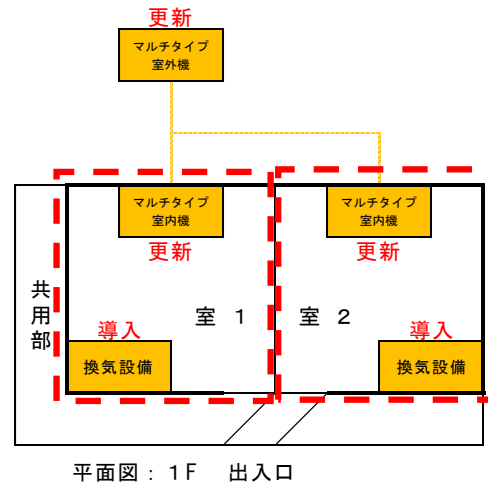 更新
マルチタイプ
室外機
マルチタイプ
室内機
マルチタイプ
室内機
更新
更新
共用部
室 1
室 2
導入
導入
換気設備
換気設備
平面図：1F 出入口